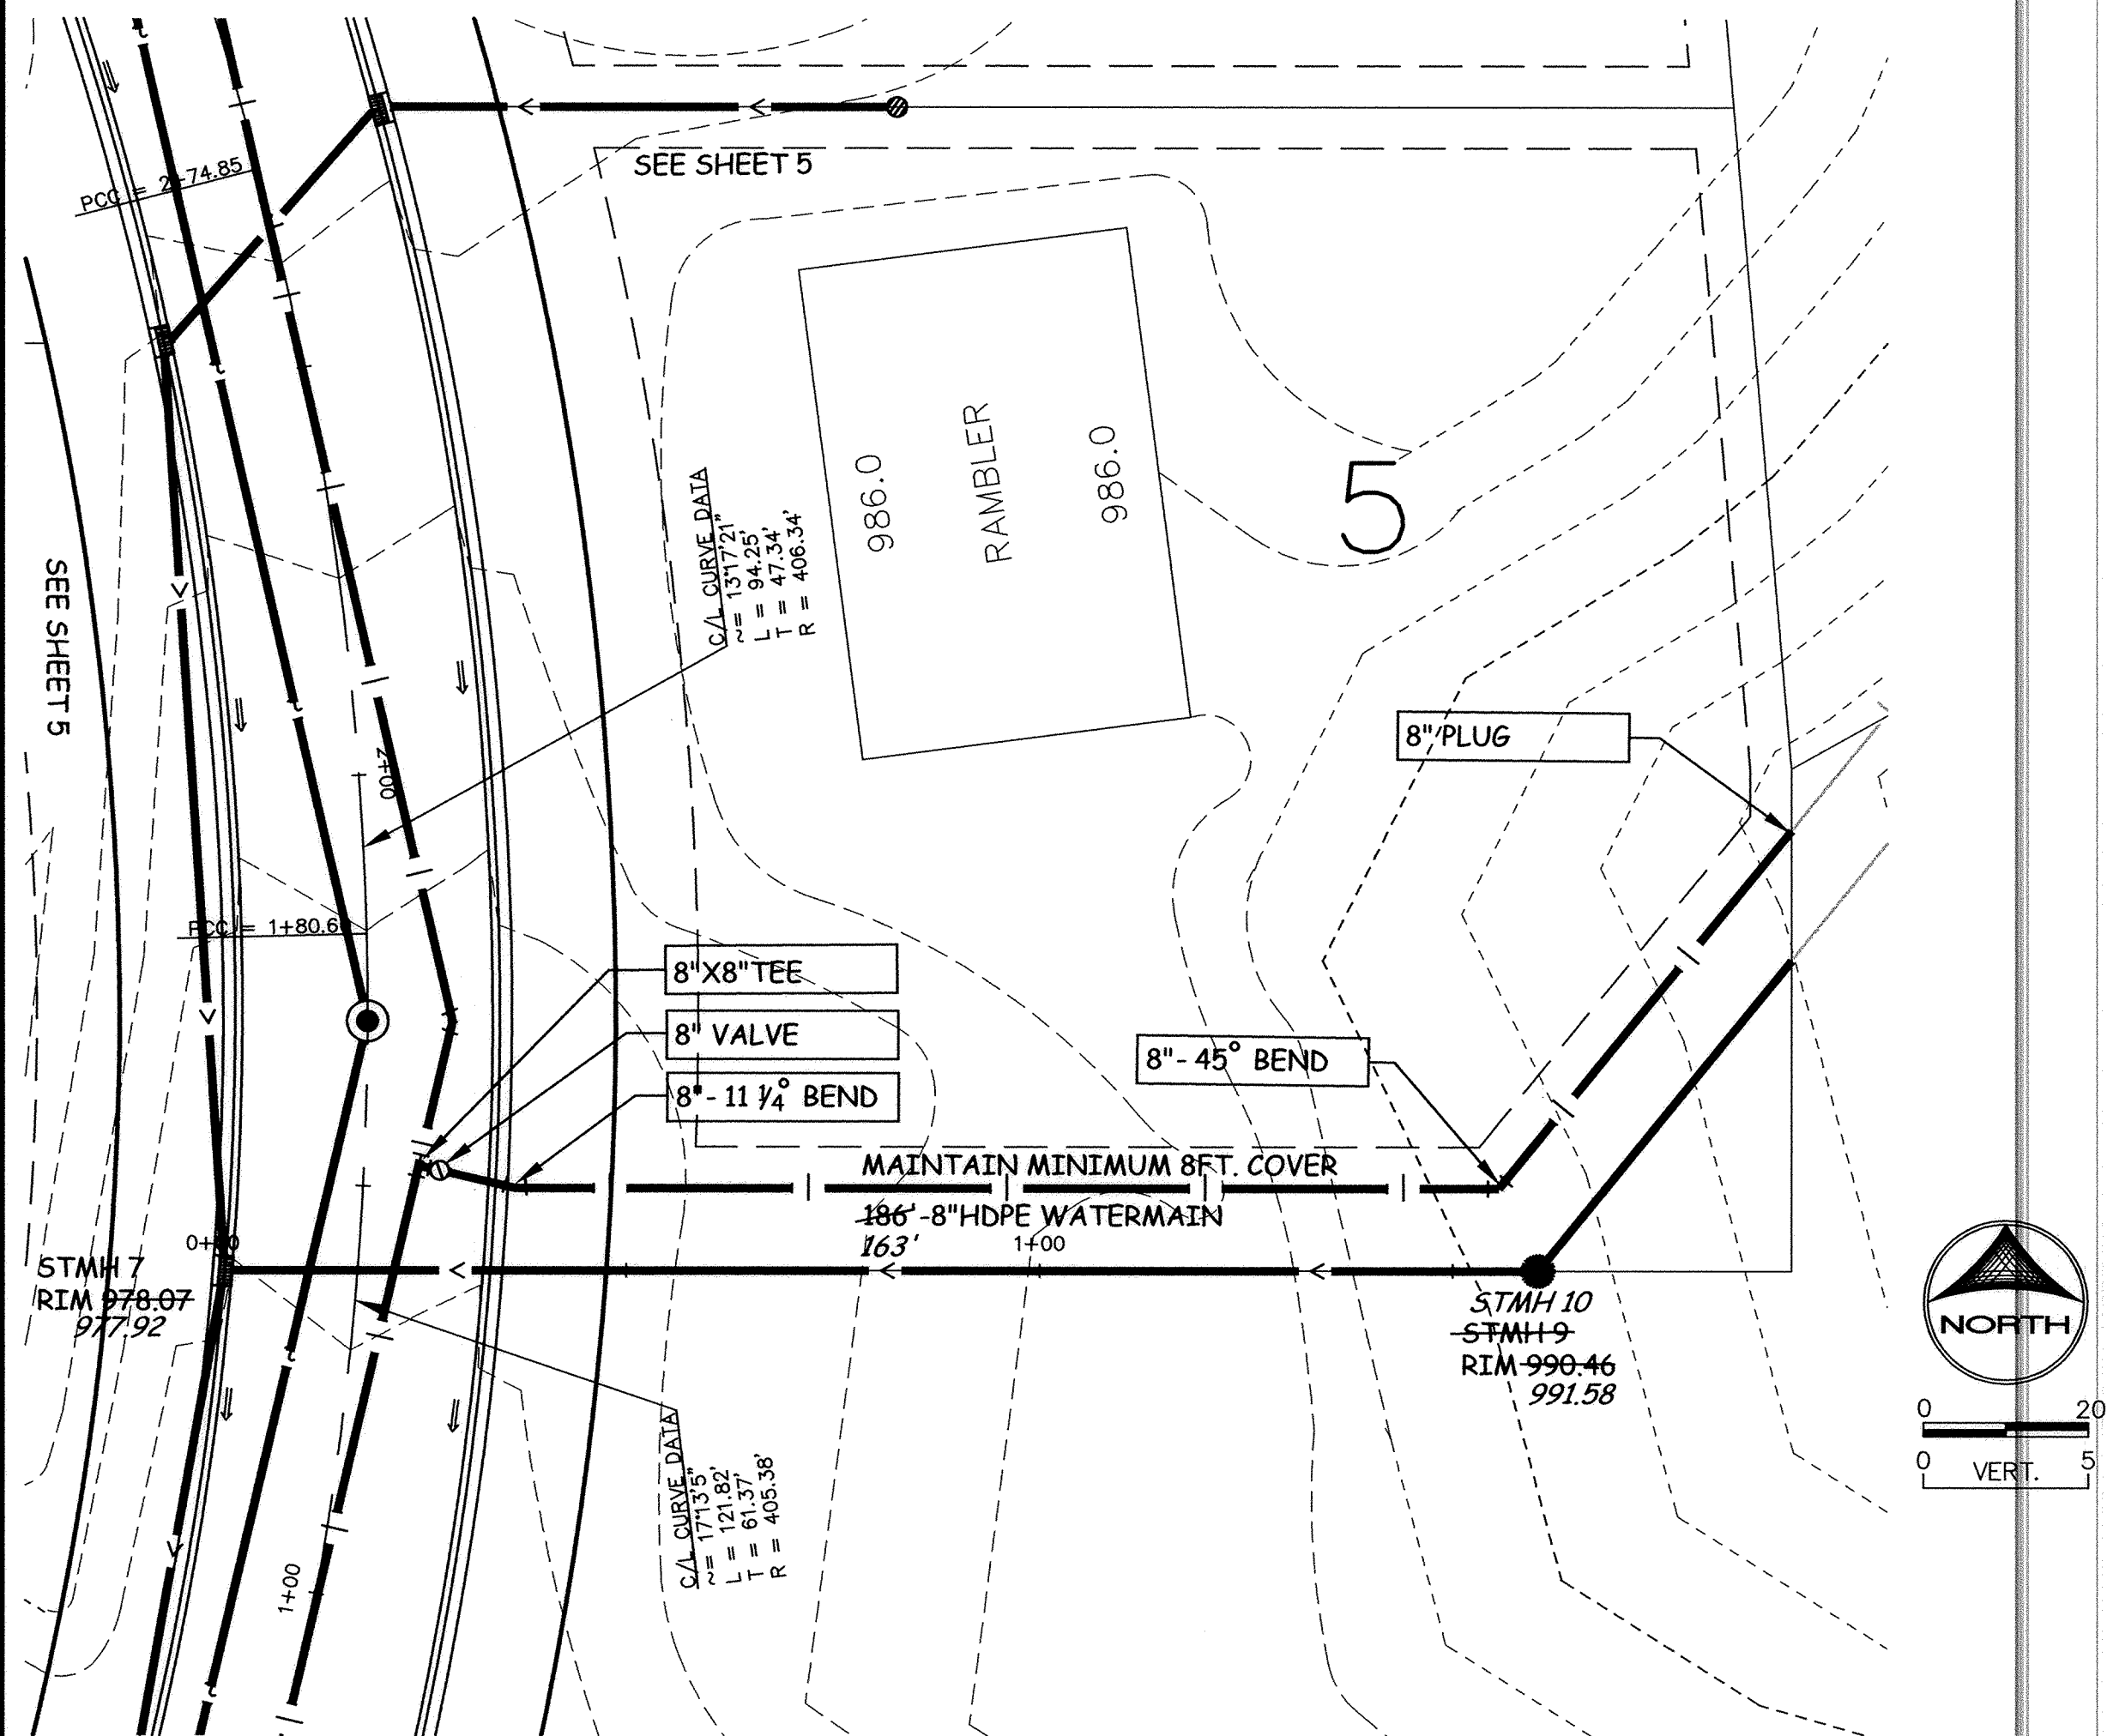 SEE SHEET 5
PCC = 2+74.85
986.0
RAMBLER
986.0
5
C/L CURVE DATA
~= 13°17'21"
L = 94.25'
T = 47.34'
R = 406.34'
SEE SHEET 5
8" PLUG
2+00
PCC = 1+80.60
8"X8"TEE
8" VALVE
8"- 11 1/4° BEND
8"- 45° BEND
MAINTAIN MINIMUM 8FT. COVER
186'-8"HDPE WATERMAIN
163'
1+00
0+00
STMH 7
RIM 978.07
977.92
STMH 10
STMH 9
RIM 990.46
991.58
NORTH
0 20
0 VERT. 5
C/L CURVE DATA
~= 17°13'5"
L = 121.82'
T = 61.37'
R = 405.38'
1+00